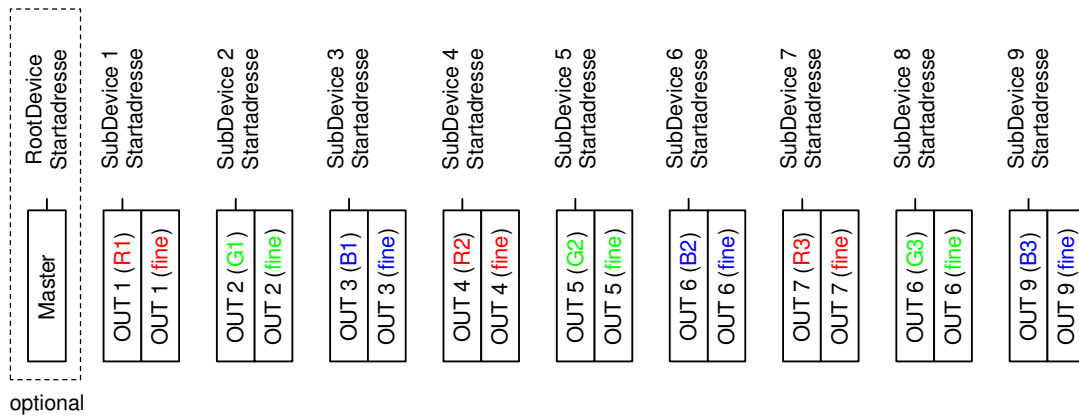 RootDevice
Startadresse
SubDevice 1
Startadresse
SubDevice 2
Startadresse
SubDevice 3
Startadresse
SubDevice 4
Startadresse
SubDevice 5
Startadresse
SubDevice 6
Startadresse
SubDevice 7
Startadresse
SubDevice 8
Startadresse
SubDevice 9
Startadresse
Master
OUT 1 (R1)
OUT 1 (fine)
OUT 2 (G1)
OUT 2 (fine)
OUT 3 (B1)
OUT 3 (fine)
OUT 4 (R2)
OUT 4 (fine)
OUT 5 (G2)
OUT 5 (fine)
OUT 6 (B2)
OUT 6 (fine)
OUT 7 (R3)
OUT 7 (fine)
OUT 6 (G3)
OUT 6 (fine)
OUT 9 (B3)
OUT 9 (fine)
optional